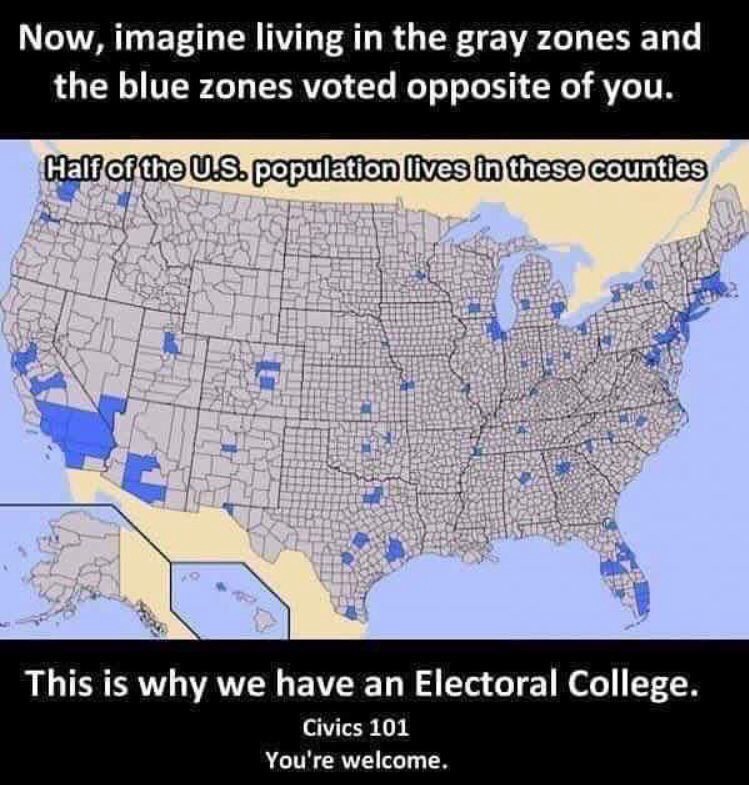 Now, imagine living in the gray zones and
the blue zones voted opposite of you.
Half of the U.S. population lives in these counties
This is why we have an Electoral College.
Civics 101
You're welcome.